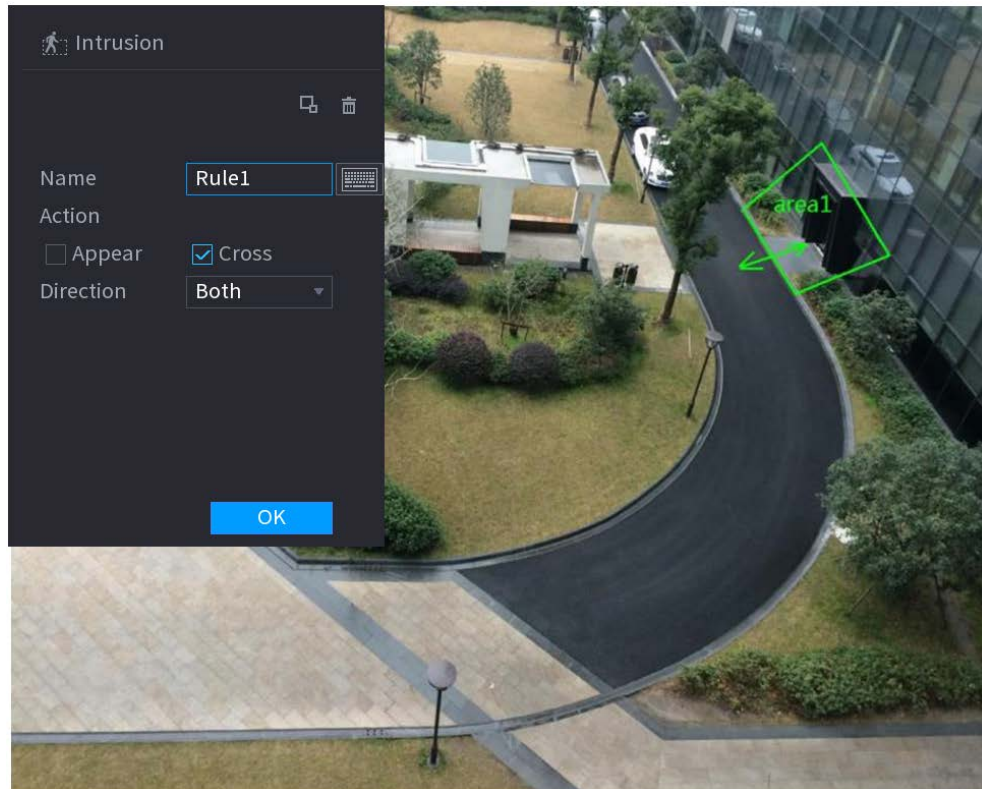 Intrusion
Name Rule1
Action
Appear Cross
Direction Both
OK
area1